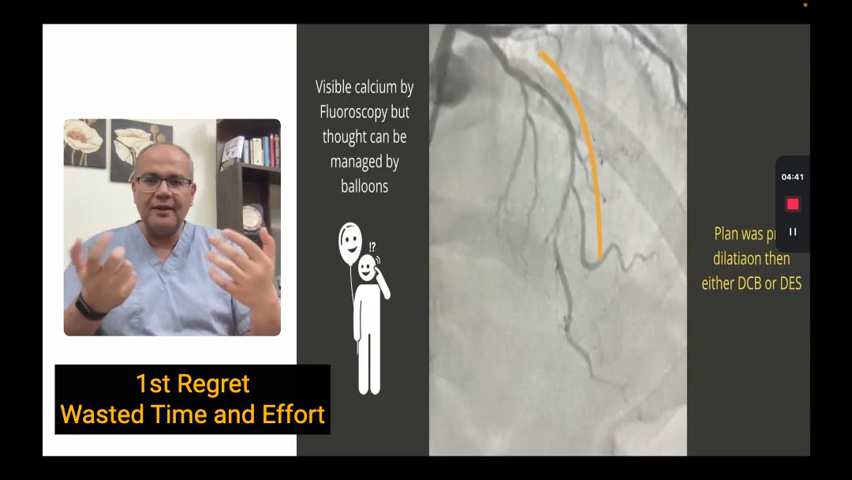 Visible calcium by
Fluoroscopy but
thought can be
managed by
balloons
!?
04:41
Plan was pr
dilatiaon then
either DCB or DES
1st Regret
Wasted Time and Effort